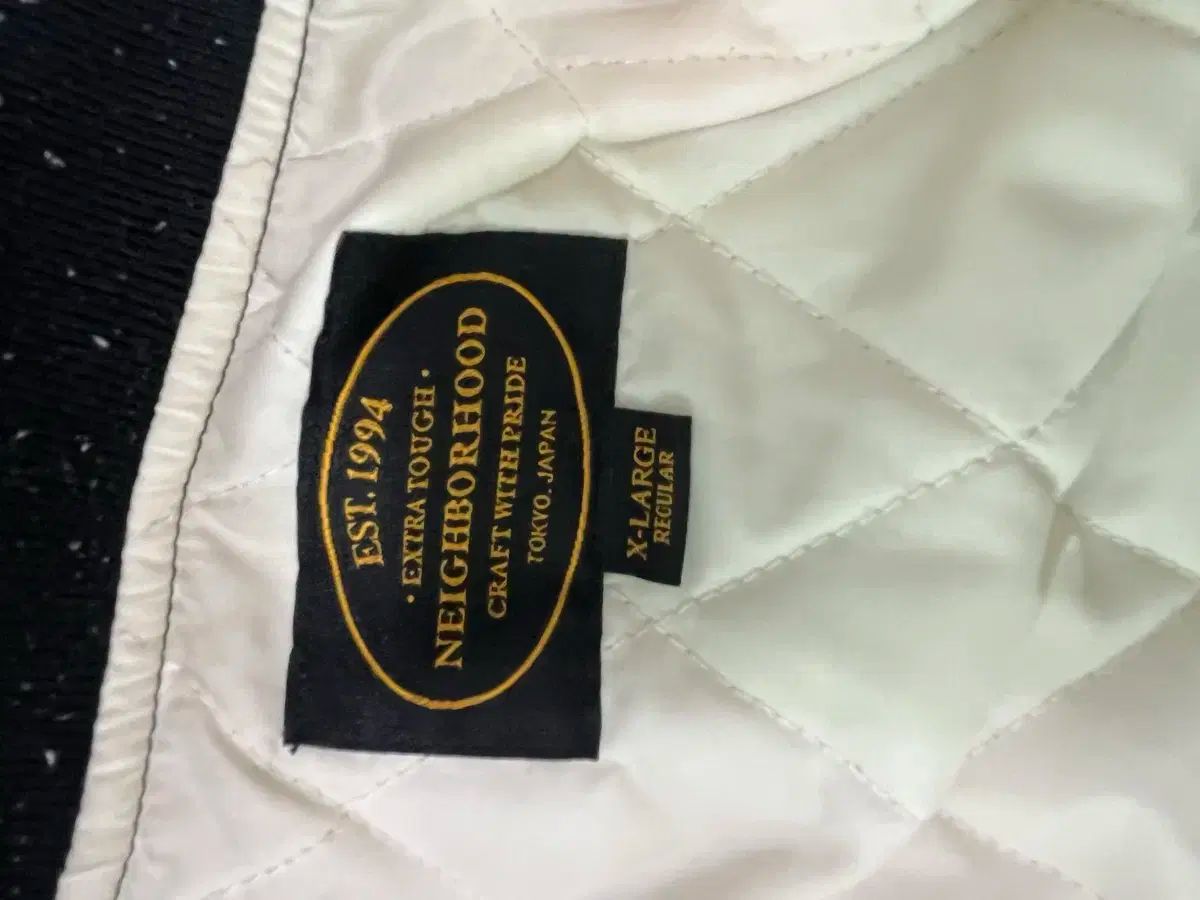 EST. 1994
· EXTRA TOUGH ·
NEIGHBORHOOD
CRAFT WITH PRIDE
TOKYO. JAPAN
X-LARGE
REGULAR